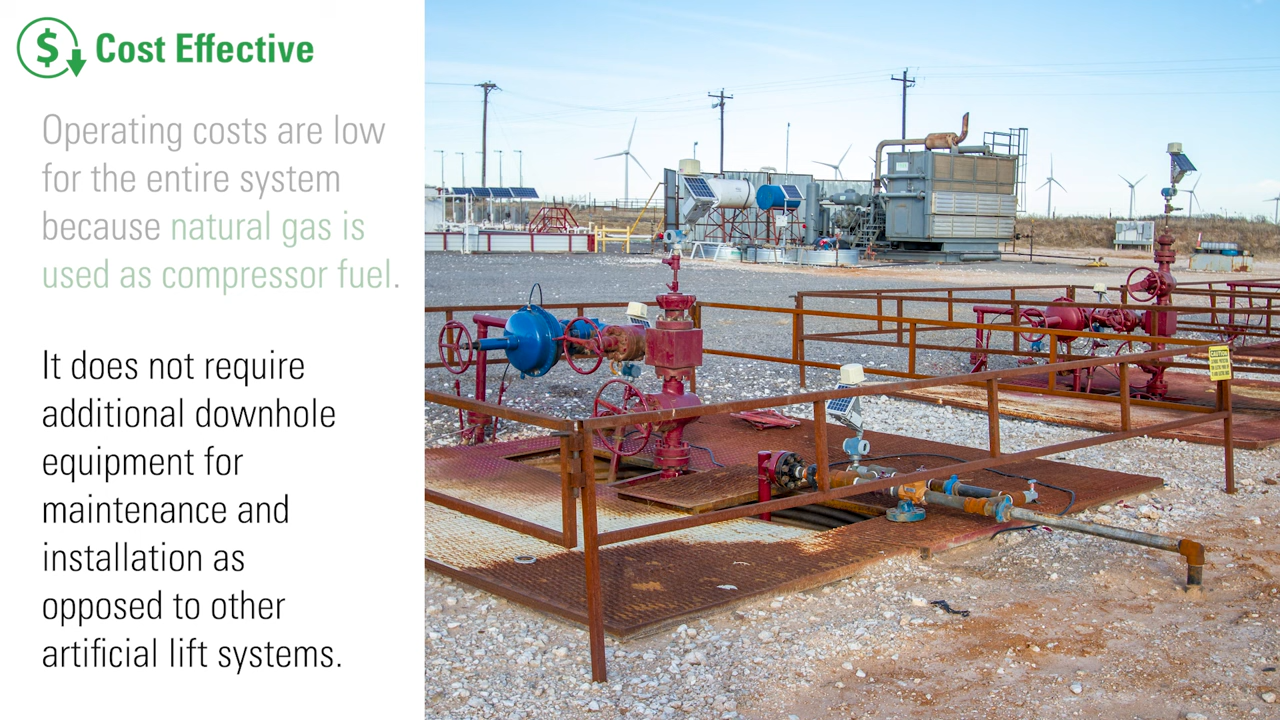 $ Cost Effective
Operating costs are low
for the entire system
because natural gas is
used as compressor fuel.
It does not require
additional downhole
equipment for
maintenance and
installation as
opposed to other
artificial lift systems.
CAUTION